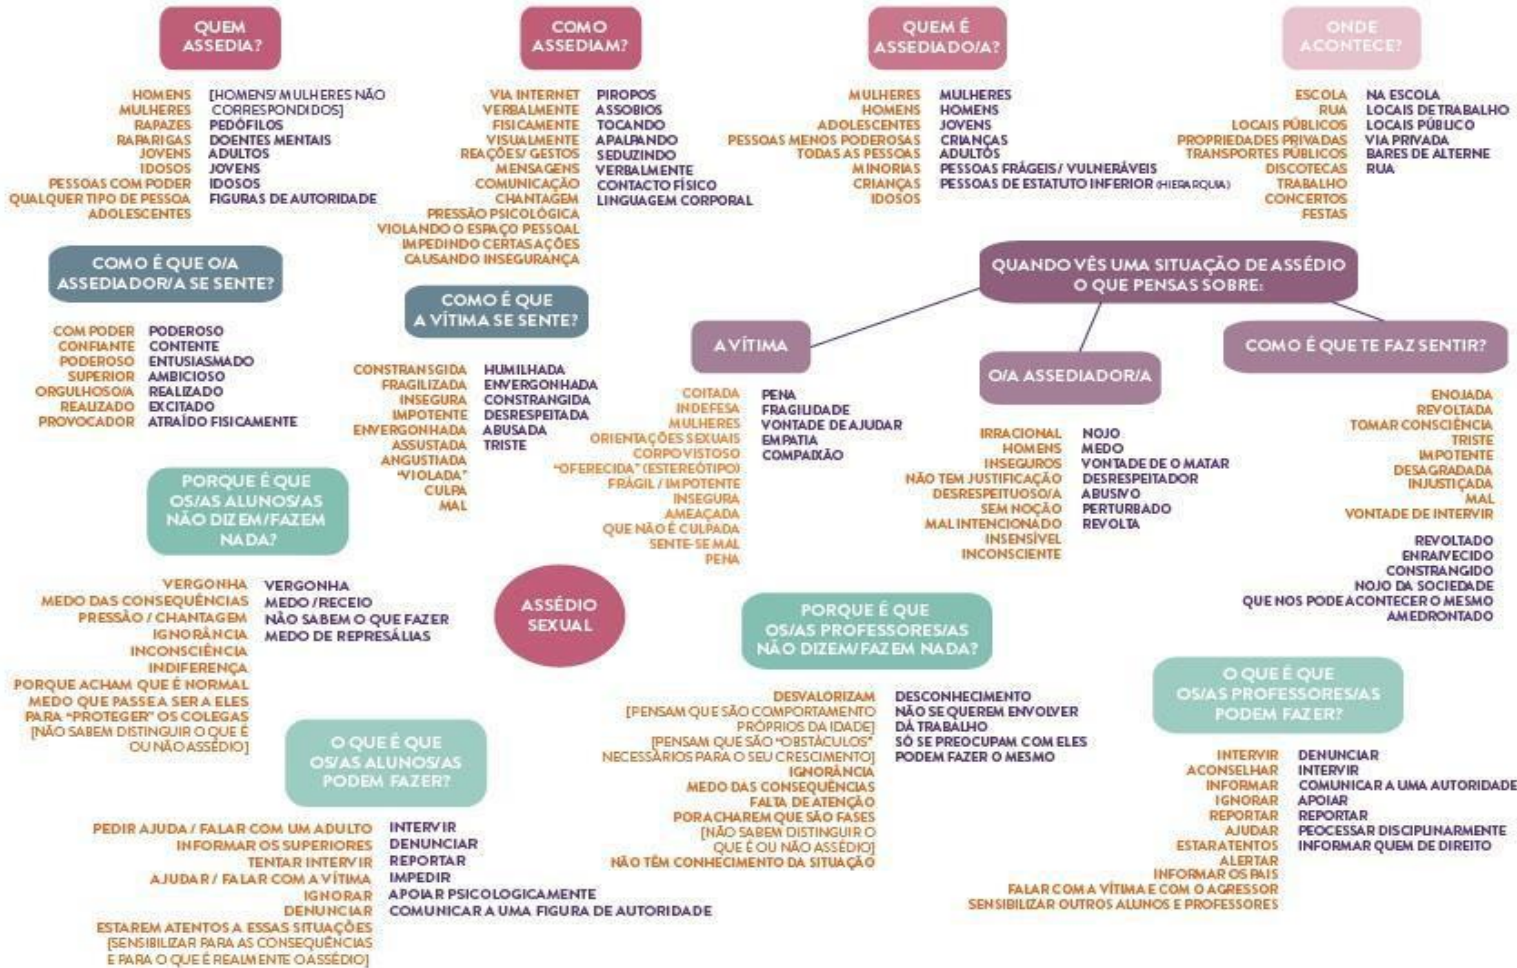 QUEM
ASSEDIA?
HOMENS
MULHERES
RAPAZES
RAPARIGAS
JOVENS
IDOSOS
PESSOAS COM PODER
QUALQUER TIPO DE PESSOA
ADOLESCENTES
[HOMENS/ MULHERES NÃO
CORRESPONDIDOS]
PEDÓFILOS
DOENTES MENTAIS
ADULTOS
JOVENS
IDOSOS
FIGURAS DE AUTORIDADE
COMO
ASSEDIAM?
VIA INTERNET
VERBALMENTE
FISICAMENTE
VISUALMENTE
REAÇÕES/ GESTOS
MENSAGENS
COMUNICAÇÃO
CHANTAGEM
PRESSÃO PSICOLÓGICA
VIOLANDO O ESPAÇO PESSOAL
IMPEDINDO CERTAS AÇÕES
CAUSANDO INSEGURANÇA
PIROPOS
ASSOBIOS
TOCANDO
APALPANDO
SEDUZINDO
VERBALMENTE
CONTACTO FÍSICO
LINGUAGEM CORPORAL
QUEM É
ASSEDIADO/A?
MULHERES
HOMENS
ADOLESCENTES
PESSOAS MENOS PODEROSAS
TODAS AS PESSOAS
MINORIAS
CRIANÇAS
IDOSOS
MULHERES
HOMENS
JOVENS
CRIANÇAS
ADULTOS
PESSOAS FRÁGEIS/ VULNERÁVEIS
PESSOAS DE ESTATUTO INFERIOR (HIERARQUIA)
ONDE
ACONTECE?
ESCOLA
RUA
LOCAIS PÚBLICOS
PROPRIEDADES PRIVADAS
TRANSPORTES PÚBLICOS
DISCOTECAS
TRABALHO
CONCERTOS
FESTAS
NA ESCOLA
LOCAIS DE TRABALHO
LOCAIS PÚBLICO
VIA PRIVADA
BARES DE ALTERNE
RUA
COMO É QUE O/A
ASSEDIADOR/A SE SENTE?
COM PODER
CONFIANTE
PODEROSO
SUPERIOR
ORGULHOSO/A
REALIZADO
PROVOCADOR
PODEROSO
CONTENTE
ENTUSIASMADO
AMBICIOSO
REALIZADO
EXCITADO
ATRAÍDO FISICAMENTE
COMO É QUE
A VÍTIMA SE SENTE?
CONSTRANSGIDA
FRAGILIZADA
INSEGURA
IMPOTENTE
ENVERGONHADA
ASSUSTADA
ANGUSTIADA
"VIOLADA"
CULPA
MAL
HUMILHADA
ENVERGONHADA
CONSTRANGIDA
DESRESPEITADA
ABUSADA
TRISTE
QUANDO VÊS UMA SITUAÇÃO DE ASSÉDIO
O QUE PENSAS SOBRE:
A VÍTIMA
COITADA
INDEFESA
MULHERES
ORIENTAÇÕES SEXUAIS
CORPO VISTOSO
"OFERECIDA" (ESTEREÓTIPO)
FRÁGIL / IMPOTENTE
INSEGURA
AMEAÇADA
QUE NÃO É CULPADA
SENTE-SE MAL
PENA
PENA
FRAGILIDADE
VONTADE DE AJUDAR
EMPATIA
COMPAIXÃO
O/A ASSEDIADOR/A
IRRACIONAL
HOMENS
INSEGUROS
NÃO TEM JUSTIFICAÇÃO
DESRESPEITUOSO/A
SEM NOÇÃO
MAL INTENCIONADO
INSENSÍVEL
INCONSCIENTE
NOJO
MEDO
VONTADE DE O MATAR
DESRESPEITADOR
ABUSIVO
PERTURBADO
REVOLTA
COMO É QUE TE FAZ SENTIR?
ENOJADA
REVOLTADA
TOMAR CONSCIÊNCIA
TRISTE
IMPOTENTE
DESAGRADADA
INJUSTIÇADA
MAL
VONTADE DE INTERVIR
REVOLTADO
ENRAIVECIDO
CONSTRANGIDO
NOJO DA SOCIEDADE
QUE NOS PODE ACONTECER O MESMO
AMEDRONTADO
PORQUE É QUE
OS/AS ALUNOS/AS
NÃO DIZEM/FAZEM
NADA?
VERGONHA
MEDO DAS CONSEQUÊNCIAS
PRESSÃO / CHANTAGEM
IGNORÂNCIA
INCONSCIÊNCIA
INDIFERENÇA
PORQUE ACHAM QUE É NORMAL
MEDO QUE PASSE A SER A ELES
PARA "PROTEGER" OS COLEGAS
[NÃO SABEM DISTINGUIR O QUE É
OU NÃO ASSÉDIO]
VERGONHA
MEDO /RECEIO
NÃO SABEM O QUE FAZER
MEDO DE REPRESÁLIAS
ASSÉDIO
SEXUAL
PORQUE É QUE
OS/AS PROFESSORES/AS
NÃO DIZEM/FAZEM NADA?
DESVALORIZAM
[PENSAM QUE SÃO COMPORTAMENTO
PRÓPRIOS DA IDADE]
[PENSAM QUE SÃO "OBSTÁCULOS"
NECESSÁRIOS PARA O SEU CRESCIMENTO]
IGNORÂNCIA
MEDO DAS CONSEQUÊNCIAS
FALTA DE ATENÇÃO
POR ACHAREM QUE SÃO FASES
[NÃO SABEM DISTINGUIR O
QUE É OU NÃO ASSÉDIO]
NÃO TÊM CONHECIMENTO DA SITUAÇÃO
DESCONHECIMENTO
NÃO SE QUEREM ENVOLVER
DÁ TRABALHO
SÓ SE PREOCUPAM COM ELES
PODEM FAZER O MESMO
O QUE É QUE
OS/AS PROFESSORES/AS
PODEM FAZER?
INTERVIR
ACONSELHAR
INFORMAR
IGNORAR
REPORTAR
AJUDAR
ESTAR ATENTOS
ALERTAR
INFORMAR OS PAIS
FALAR COM A VÍTIMA E COM O AGRESSOR
SENSIBILIZAR OUTROS ALUNOS E PROFESSORES
DENUNCIAR
INTERVIR
COMUNICAR A UMA AUTORIDADE
APOIAR
REPORTAR
PEOCESSAR DISCIPLINARMENTE
INFORMAR QUEM DE DIREITO
O QUE É QUE
OS/AS ALUNOS/AS
PODEM FAZER?
PEDIR AJUDA / FALAR COM UM ADULTO
INFORMAR OS SUPERIORES
TENTAR INTERVIR
AJUDAR / FALAR COM A VÍTIMA
IGNORAR
DENUNCIAR
ESTAREM ATENTOS A ESSAS SITUAÇÕES
[SENSIBILIZAR PARA AS CONSEQUÊNCIAS
E PARA O QUE É REALMENTE O ASSÉDIO]
INTERVIR
DENUNCIAR
REPORTAR
IMPEDIR
APOIAR PSICOLOGICAMENTE
COMUNICAR A UMA FIGURA DE AUTORIDADE